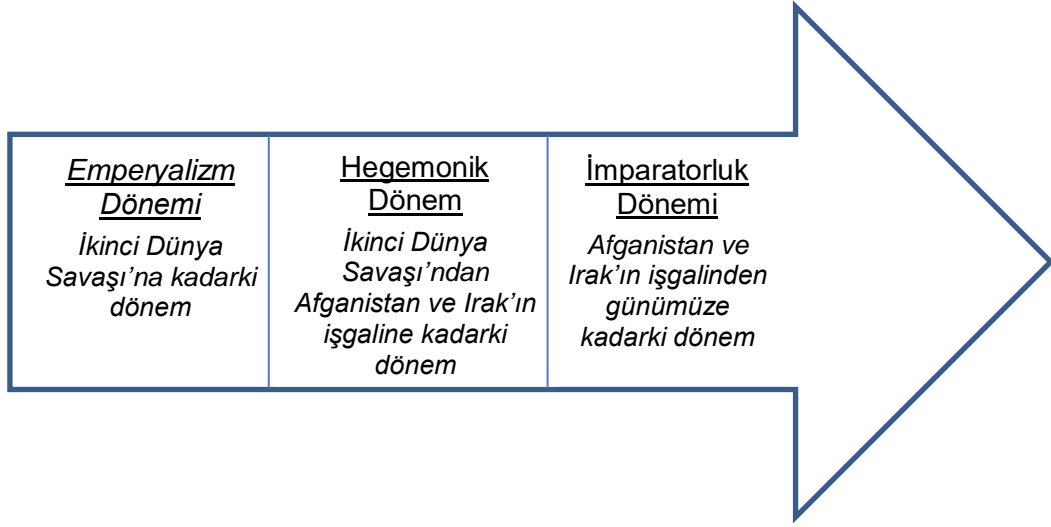 Emperyalizm
Dönemi
İkinci Dünya
Savaşı’na kadarki
dönem
Hegemonik
Dönem
İkinci Dünya
Savaşı’ndan
Afganistan ve Irak’ın
işgaline kadarki
dönem
İmparatorluk
Dönemi
Afganistan ve
Irak’ın işgalinden
günümüze
kadarki dönem